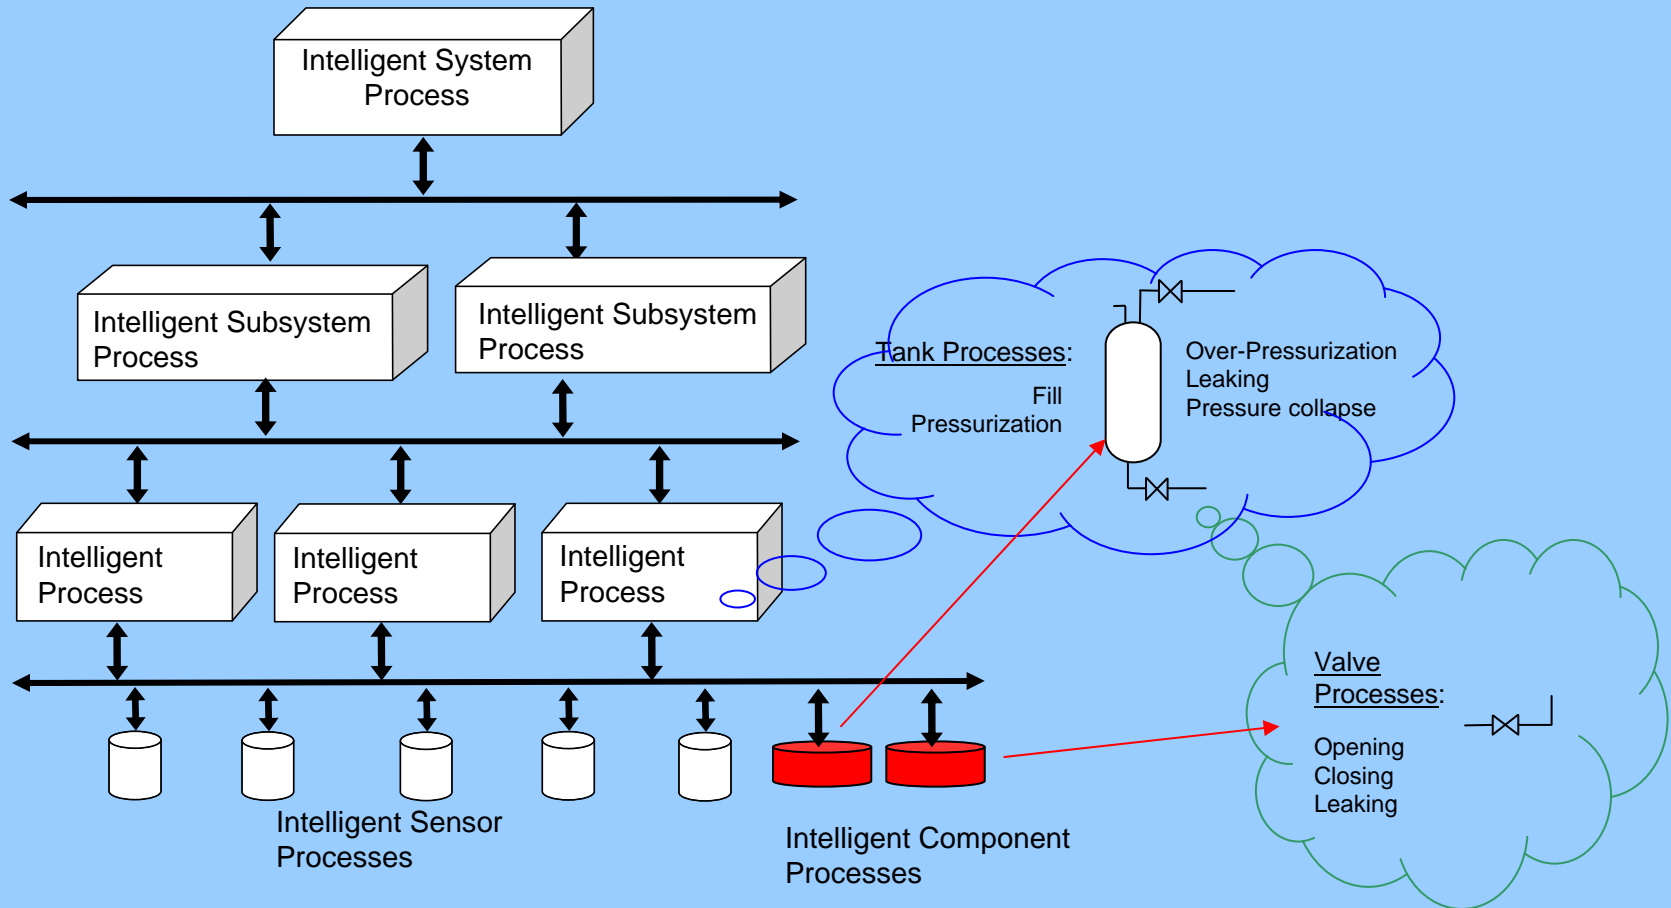 Intelligent System
Process
Intelligent Subsystem
Process
Intelligent Subsystem
Process
Tank Processes:
Fill
Pressurization
Over-Pressurization
Leaking
Pressure collapse
Intelligent
Process
Intelligent
Process
Intelligent
Process
Valve
Processes:
Opening
Closing
Leaking
Intelligent Sensor
Processes
Intelligent Component
Processes